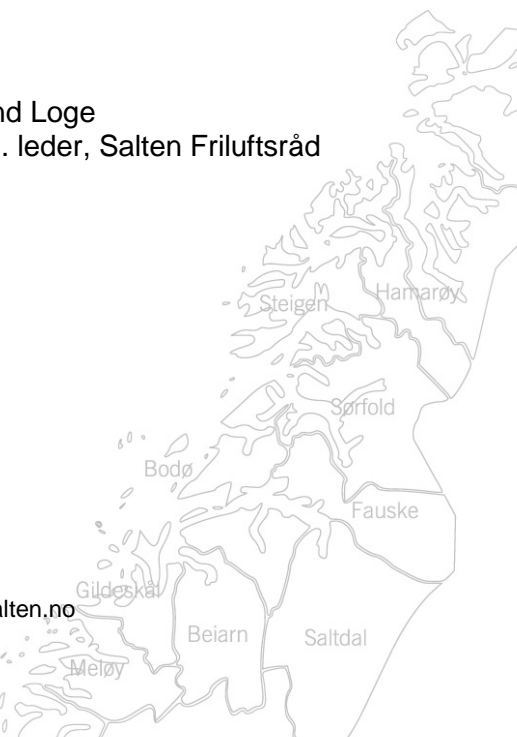 nd Loge
. leder, Salten Friluftsråd
Steigen
Hamarøy
Sørfold
Bodø
Fauske
Gildeskål
alten.no
Beiarn
Saltdal
Meløy